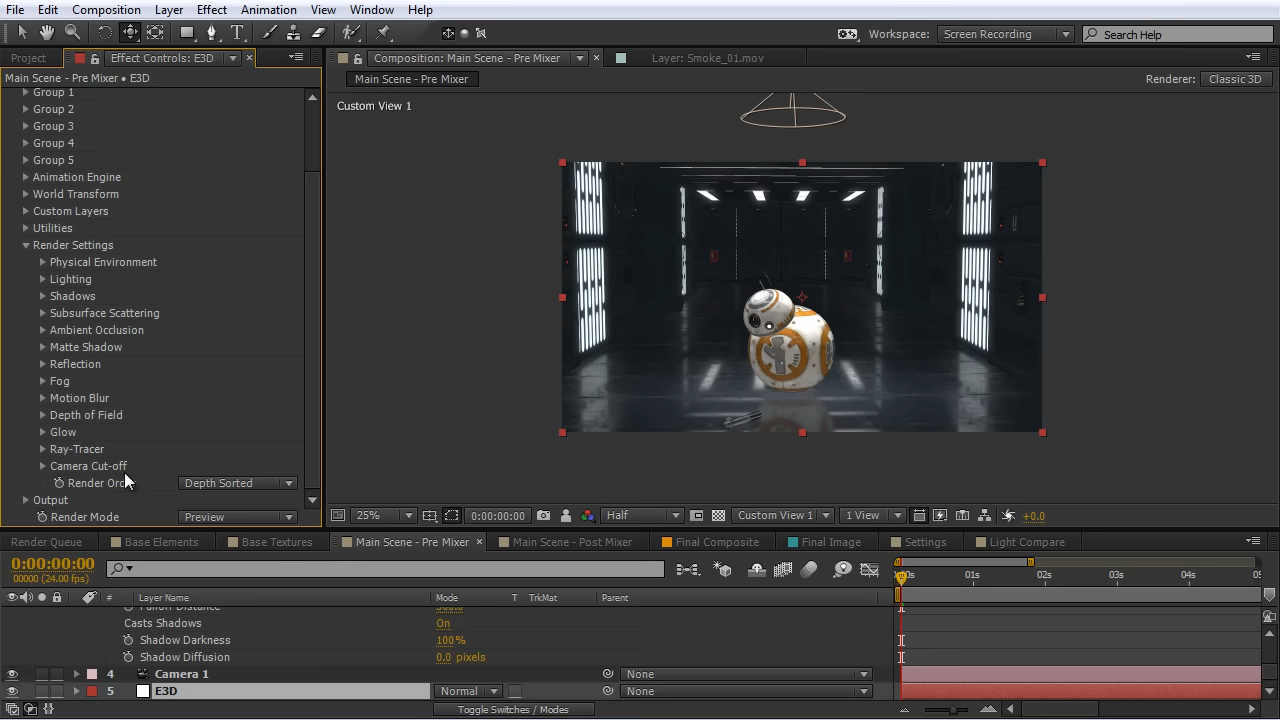 File Edit Composition Layer Effect Animation View Window Help
Workspace: Screen Recording Search Help
Project Effect Controls: E3D Composition: Main Scene - Pre Mixer Layer: Smoke_01.mov
Main Scene - Pre Mixer • E3D Main Scene - Pre Mixer Renderer: Classic 3D
Group 1
Group 2
Group 3
Group 4
Group 5
Animation Engine
World Transform
Custom Layers
Utilities
Render Settings
Physical Environment
Lighting
Shadows
Subsurface Scattering
Ambient Occlusion
Matte Shadow
Reflection
Fog
Motion Blur
Depth of Field
Glow
Ray-Tracer
Camera Cut-off
Render Depth Sorted
Output
Render Mode Preview
Custom View 1
25% 0:00:00:00 Half Custom View 1 1 View +0.0
Render Queue Base Elements Base Textures Main Scene - Pre Mixer Main Scene - Post Mixer Final Composite Final Image Settings Light Compare
0:00:00:00
00000 (24.00 fps)
01s 02s 03s 04s
# Layer Name Mode T TrkMat Parent
Casts Shadows On
Shadow Darkness 100%
Shadow Diffusion 0.0 pixels
4 Camera 1 None
5 E3D Normal None
Toggle Switches / Modes